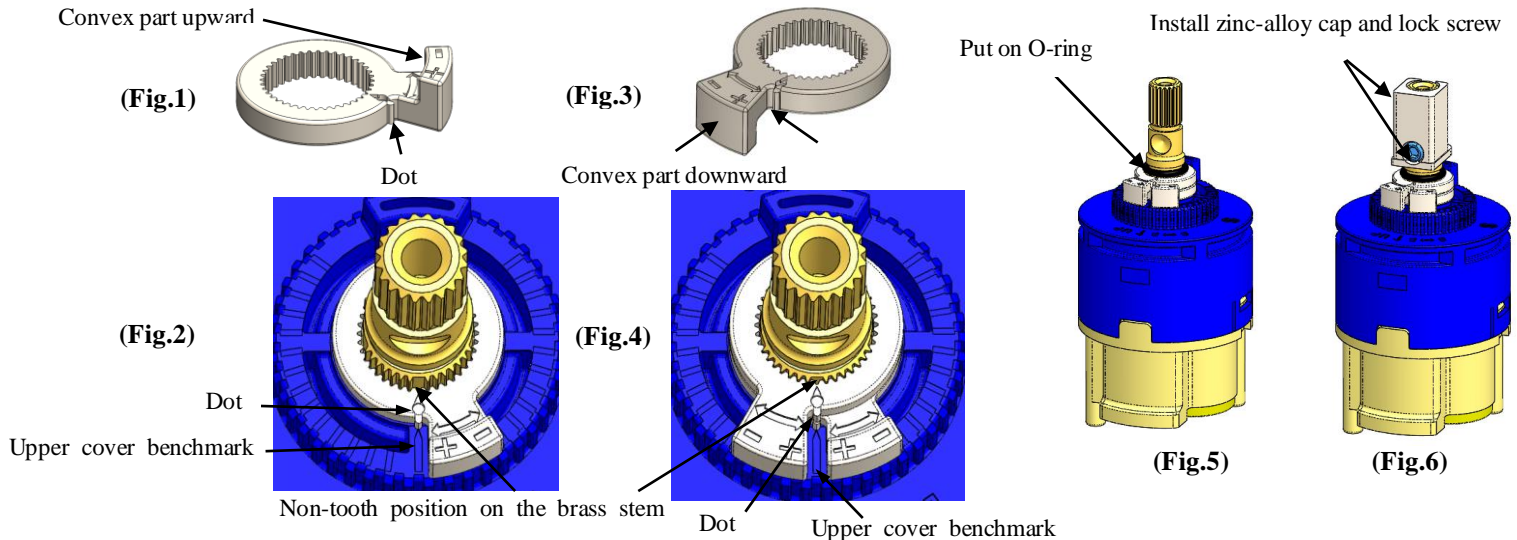 Convex part upward
(Fig.1)
Dot
(Fig.3)
Convex part downward
Put on O-ring
Install zinc-alloy cap and lock screw
(Fig.2)
Dot
Upper cover benchmark
Non-tooth position on the brass stem
(Fig.4)
Dot
Upper cover benchmark
(Fig.5)
(Fig.6)